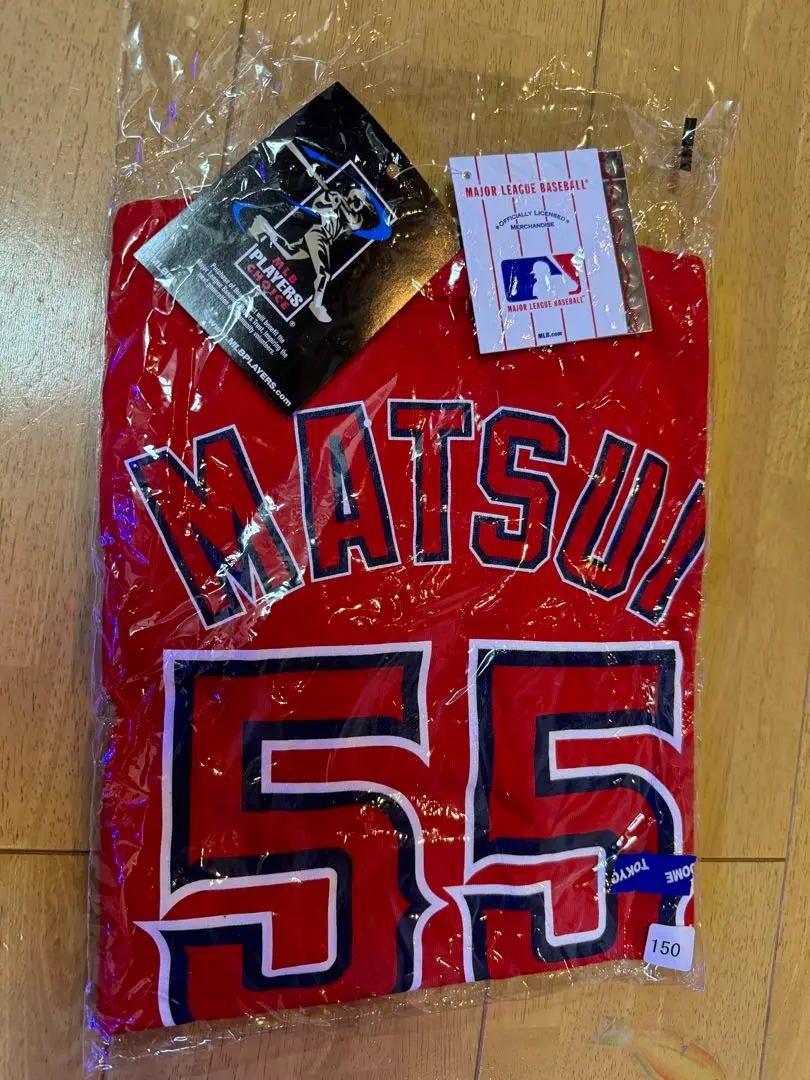 MLB
PLAYERS
CHOICE
MLBPLAYERS.com
MAJOR LEAGUE BASEBALL
OFFICIALLY LICENSED
MERCHANDISE
MAJOR LEAGUE BASEBALL
MLB.com
MATSUI
55
TOKYO DOME
150